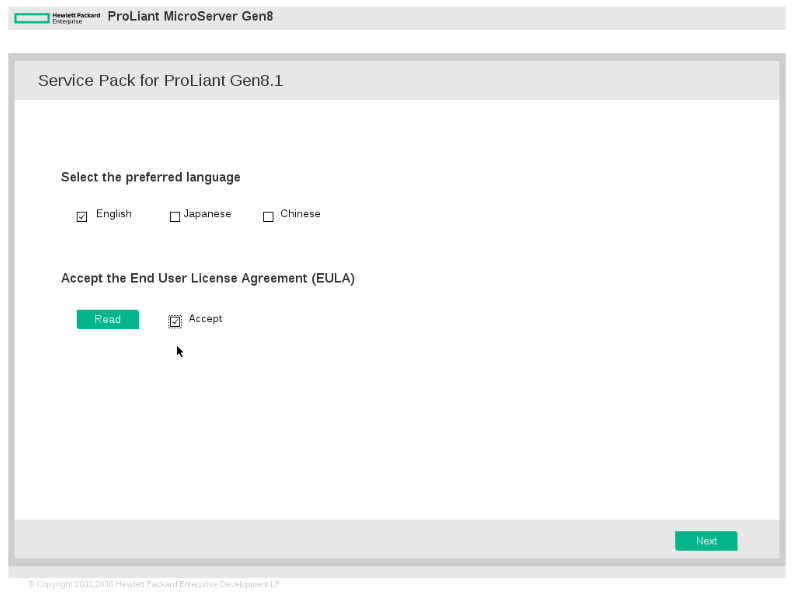 Hewlett Packard
Enterprise
ProLiant MicroServer Gen8
Service Pack for ProLiant Gen8.1
Select the preferred language
English Japanese Chinese
Accept the End User License Agreement (EULA)
Read Accept
Next
© Copyright 2011,2016 Hewlett Packard Enterprise Development LP